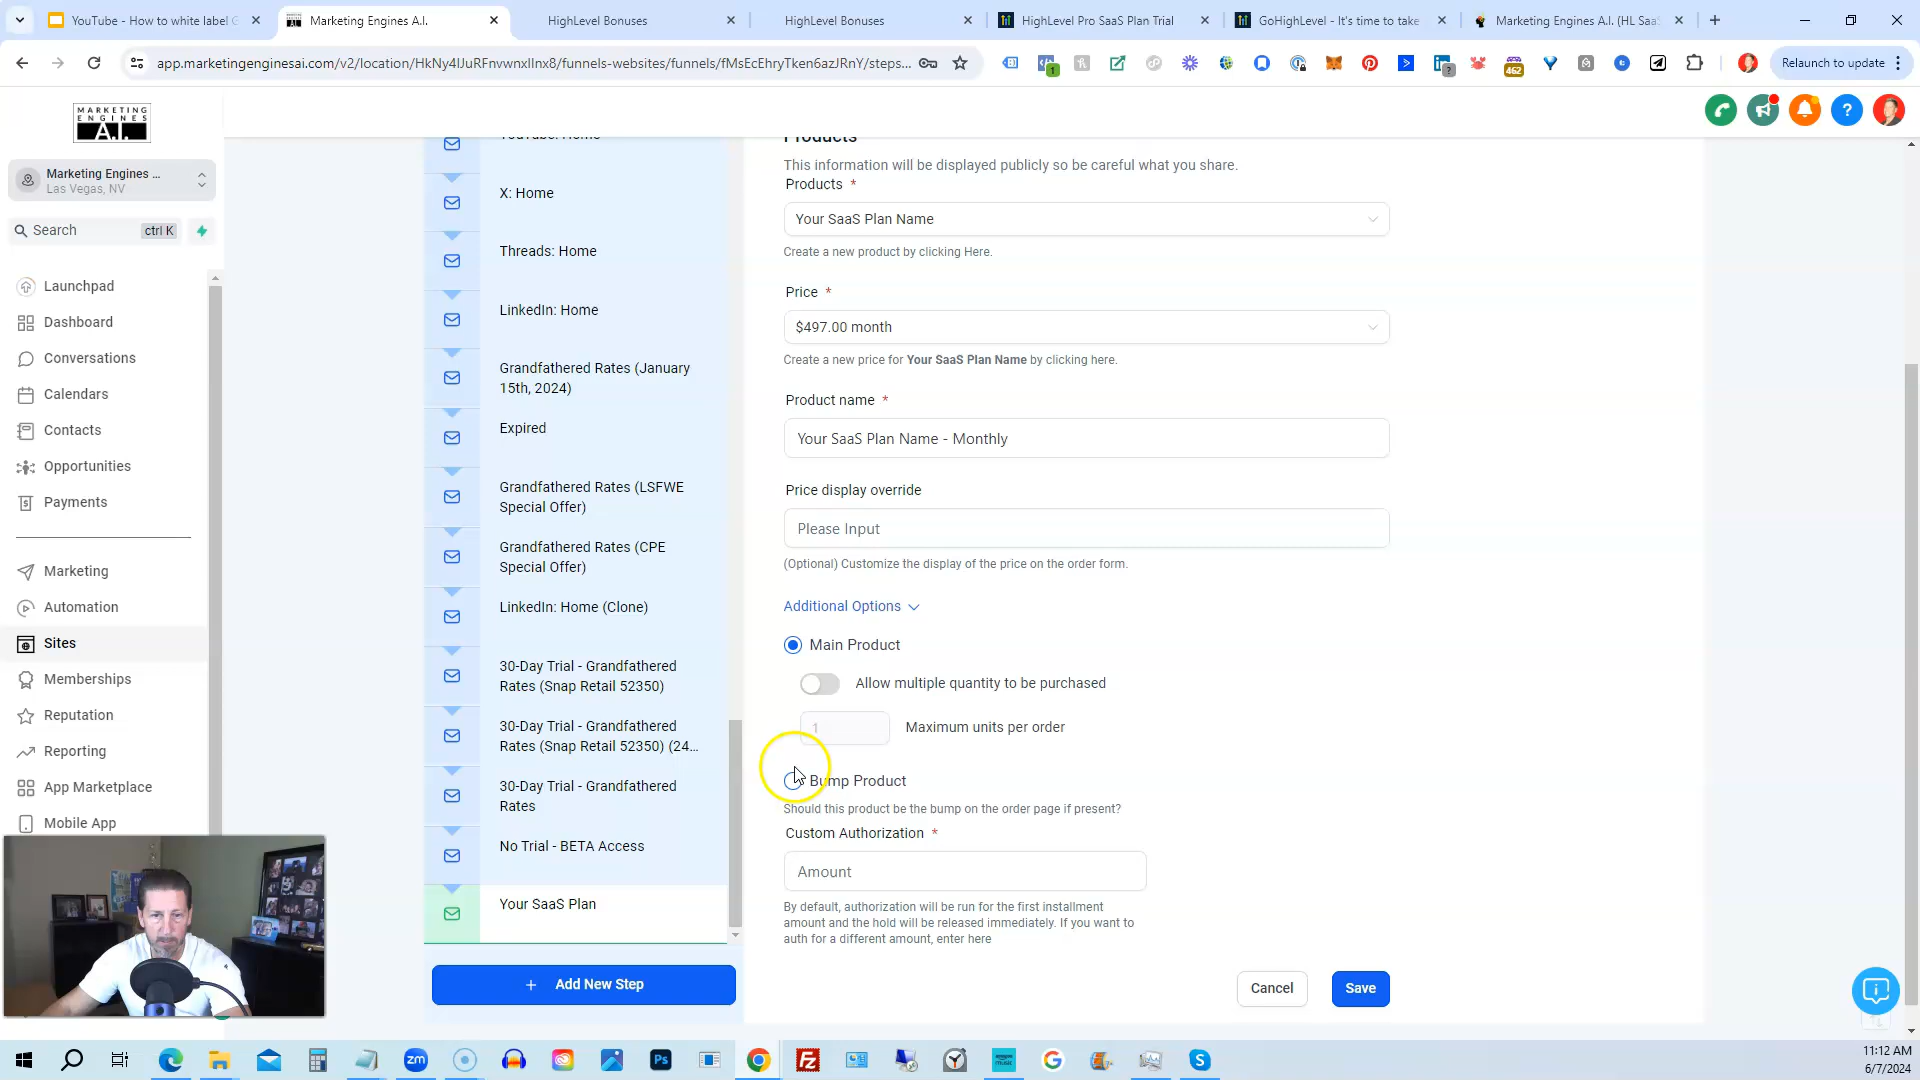 YouTube - How to white label G
Marketing Engines A.I.
HighLevel Bonuses
HighLevel Bonuses
HighLevel Pro SaaS Plan Trial
GoHighLevel - It's time to take
Marketing Engines A.I. (HL SaaS
app.marketingenginesai.com/v2/location/HkNy4IJuRFnvwnxlInx8/funnels-websites/funnels/fMsEcEhryTken6azJRnY/steps...
1
?
462
Relaunch to update
MARKETING
ENGINES
A.I.
Marketing Engines ...
Las Vegas, NV
Search
ctrl K
Launchpad
Dashboard
Conversations
Calendars
Contacts
Opportunities
Payments
Marketing
Automation
Sites
Memberships
Reputation
Reporting
App Marketplace
Mobile App
YouTube: Home
X: Home
Threads: Home
LinkedIn: Home
Grandfathered Rates (January
15th, 2024)
Expired
Grandfathered Rates (LSFWE
Special Offer)
Grandfathered Rates (CPE
Special Offer)
LinkedIn: Home (Clone)
30-Day Trial - Grandfathered
Rates (Snap Retail 52350)
30-Day Trial - Grandfathered
Rates (Snap Retail 52350) (24...
30-Day Trial - Grandfathered
Rates
No Trial - BETA Access
Your SaaS Plan
+ Add New Step
Products
This information will be displayed publicly so be careful what you share.
Products *
Your SaaS Plan Name
Create a new product by clicking Here.
Price *
$497.00 month
Create a new price for Your SaaS Plan Name by clicking here.
Product name *
Your SaaS Plan Name - Monthly
Price display override
Please Input
(Optional) Customize the display of the price on the order form.
Additional Options
Main Product
Allow multiple quantity to be purchased
1
Maximum units per order
Bump Product
Should this product be the bump on the order page if present?
Custom Authorization *
Amount
By default, authorization will be run for the first installment
amount and the hold will be released immediately. If you want to
auth for a different amount, enter here
Cancel
Save
zm
Ps
Fz
amazon
music
11:12 AM
6/7/2024